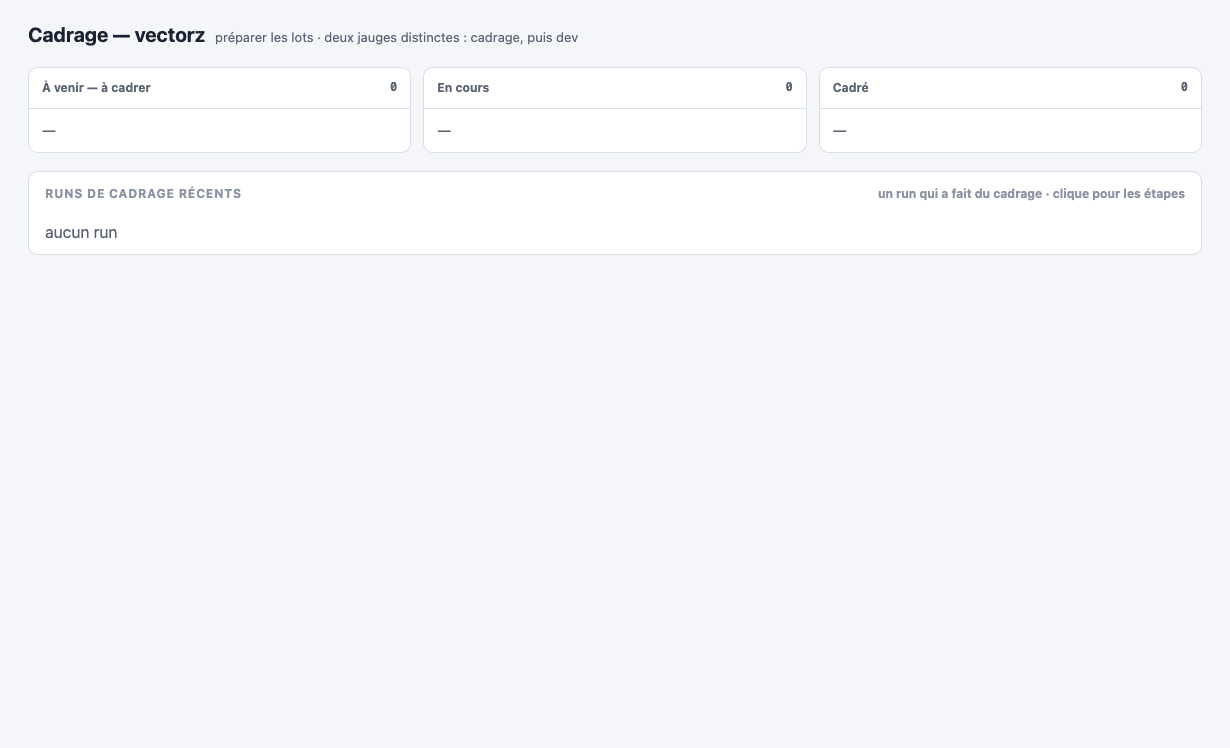 Cadrage — vectorz préparer les lots · deux jauges distinctes : cadrage, puis dev
À venir — à cadrer 0
—
En cours 0
—
Cadré 0
—
RUNS DE CADRAGE RÉCENTS un run qui a fait du cadrage · clique pour les étapes
aucun run